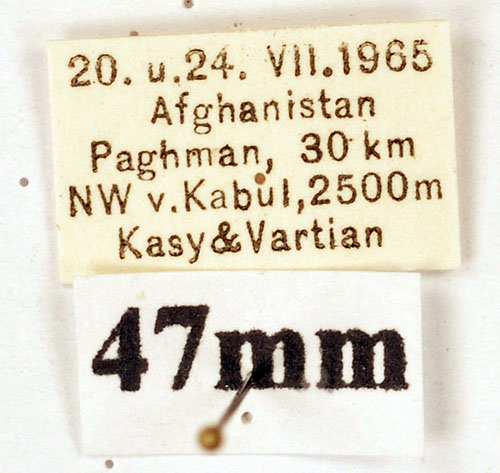 20. u. 24. VII. 1965
Afghanistan
Paghman, 30 km
NW v. Kabul, 2500m
Kasy & Vartian
47mm